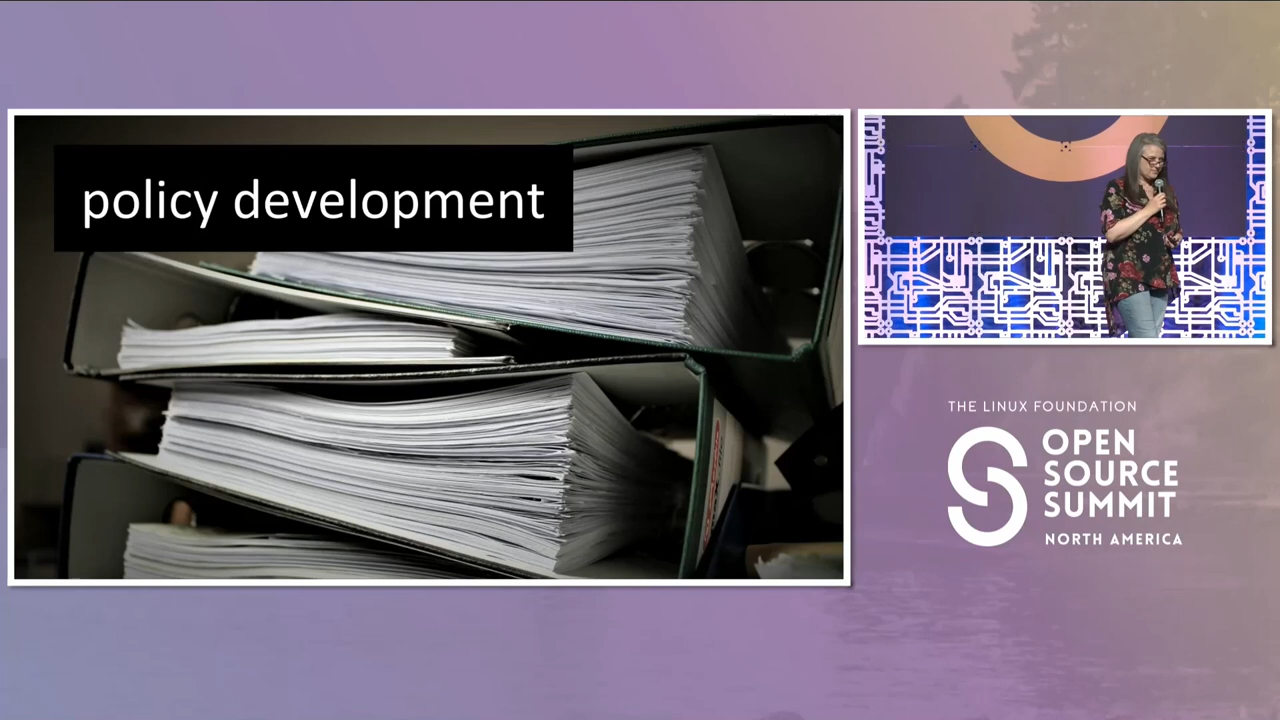 policy development
THE LINUX FOUNDATION
OPEN
SOURCE
SUMMIT
NORTH AMERICA